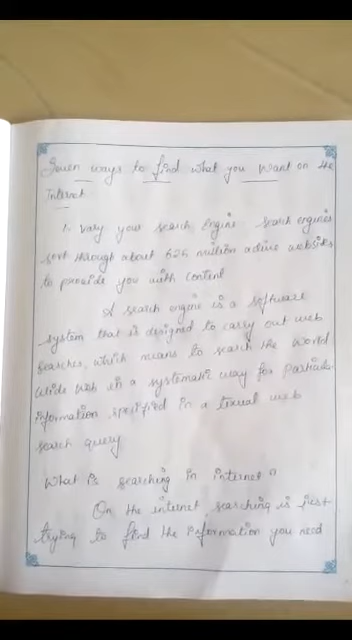 Seven ways to find what you want on the
Internet
1. Vary your search engine. search engines
sort through about 625 million active websites
to provide you with content
A search engine is a software
system that is designed to carry out web
searches, which means to search the world
wide web in a systematic way for particular
information specified in a texual web
search query
What is searching in internet?
On the internet, searching is just
trying to find the information you need